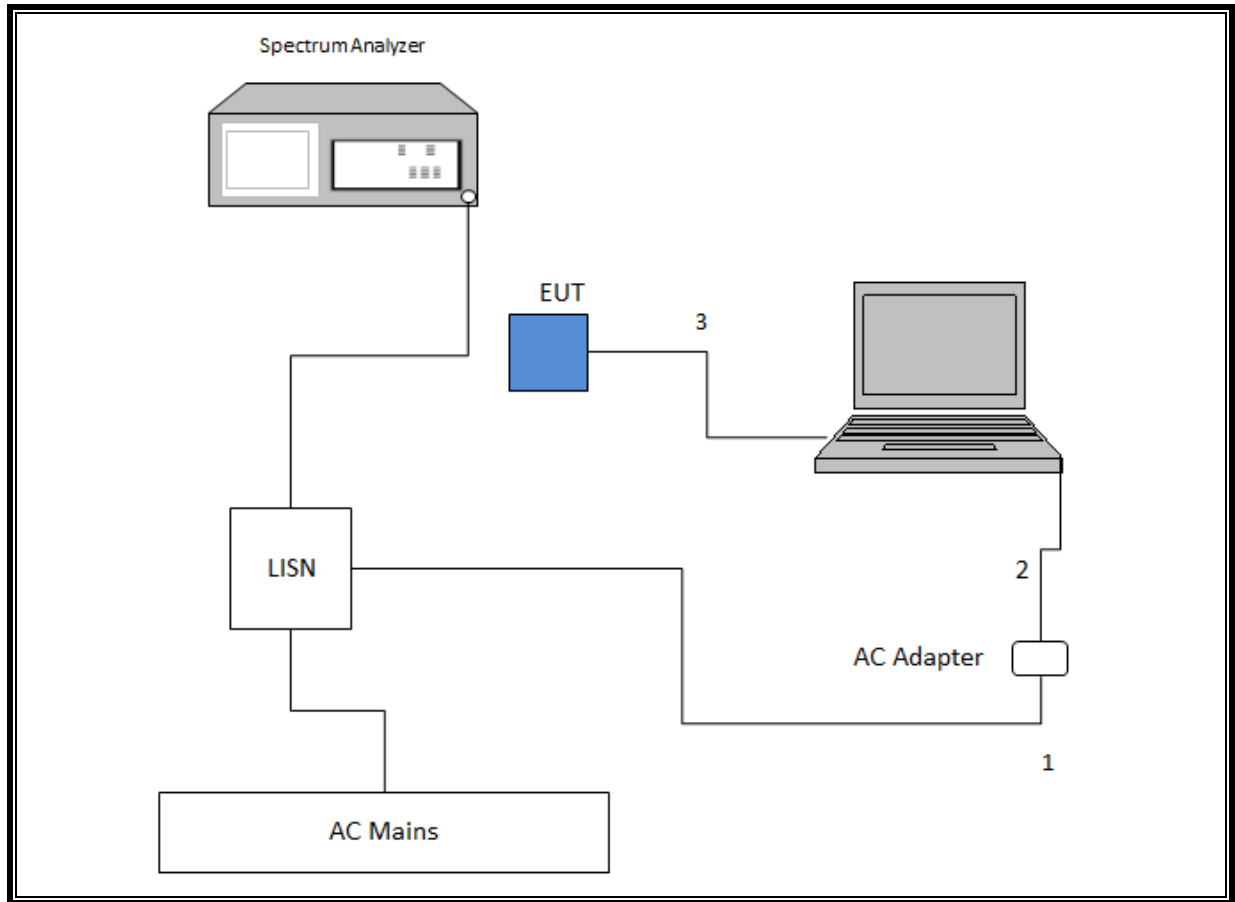 Spectrum Analyzer
EUT
3
LISN
2
AC Adapter
1
AC Mains